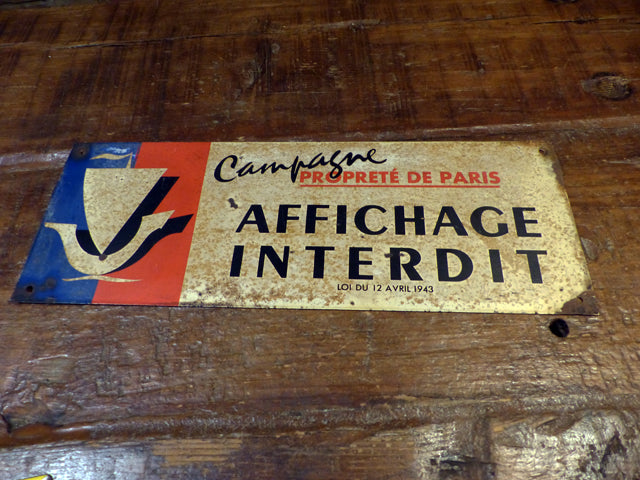 Campagne
PROPRETÉ DE PARIS
AFFICHAGE
INTERDIT
LOI DU 12 AVRIL 1943